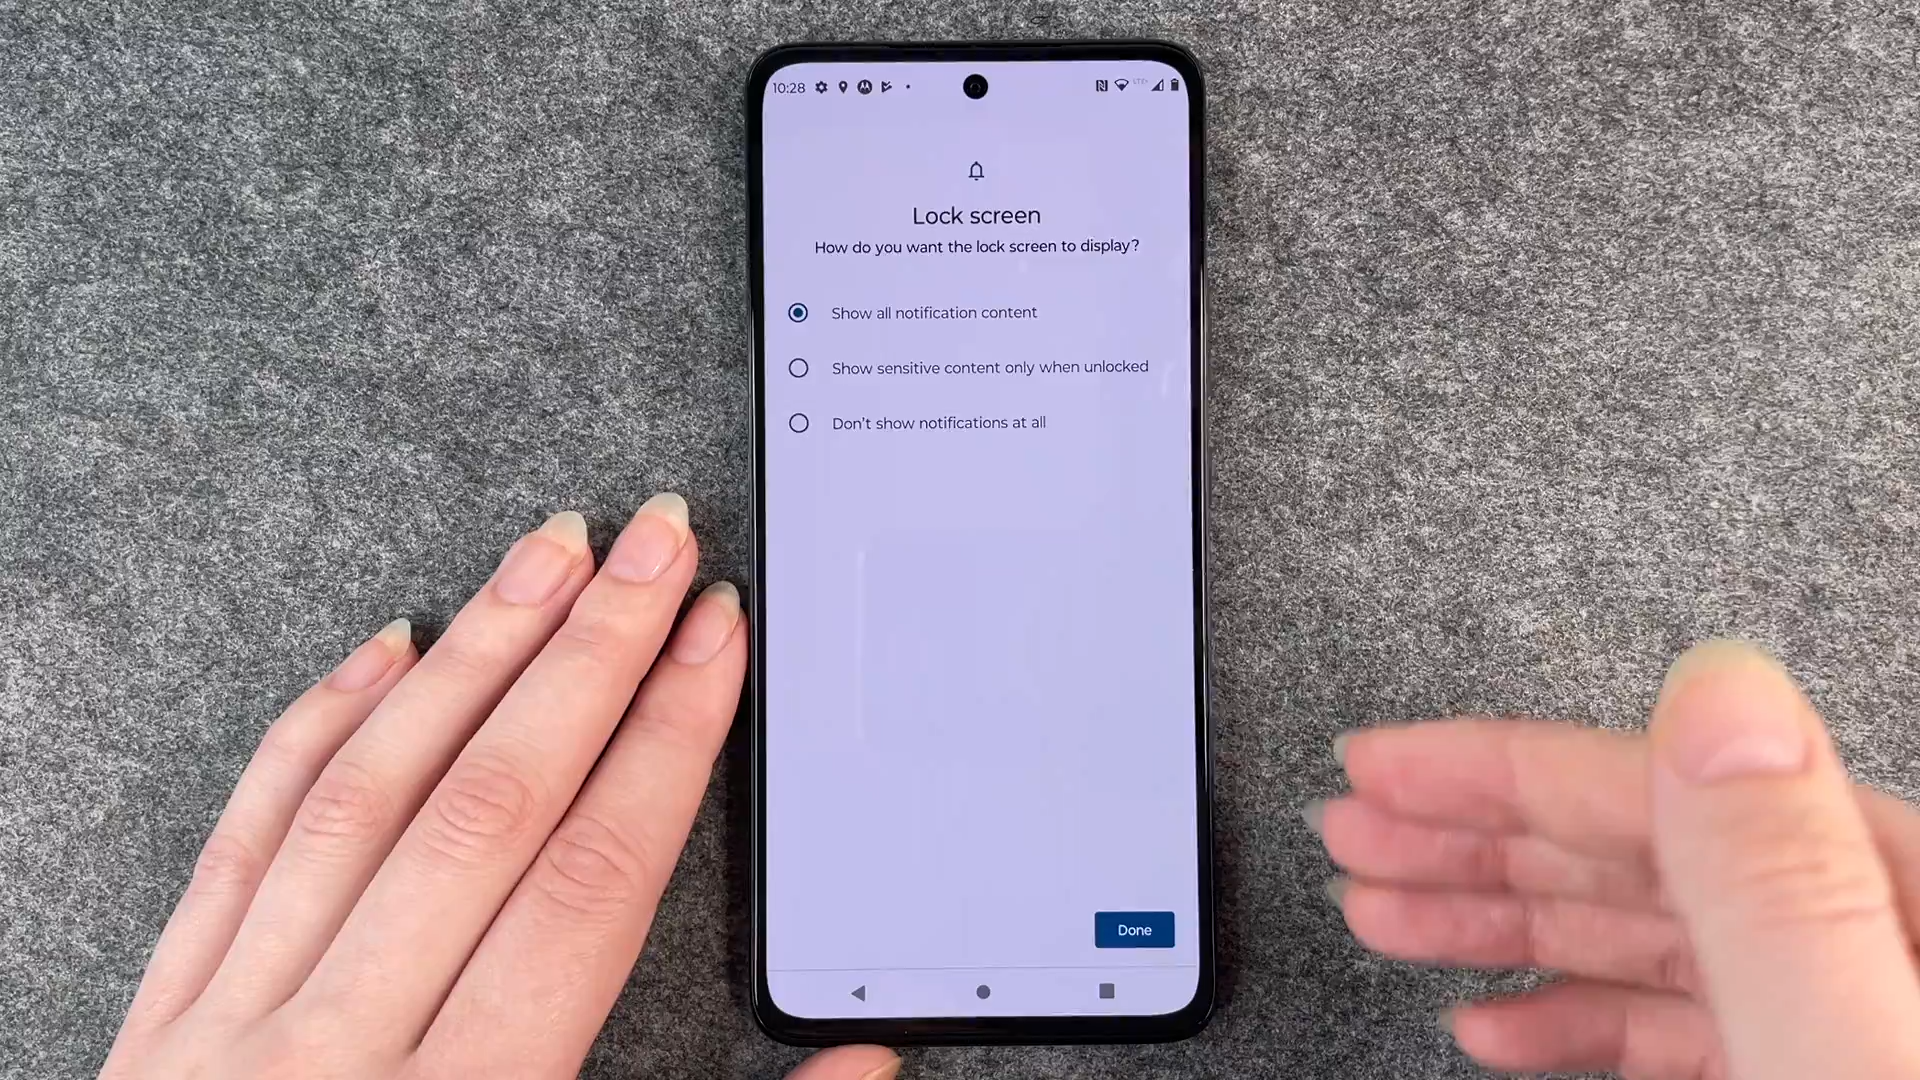 10:28
Lock screen
How do you want the lock screen to display?
Show all notification content
Show sensitive content only when unlocked
Don't show notifications at all
Done